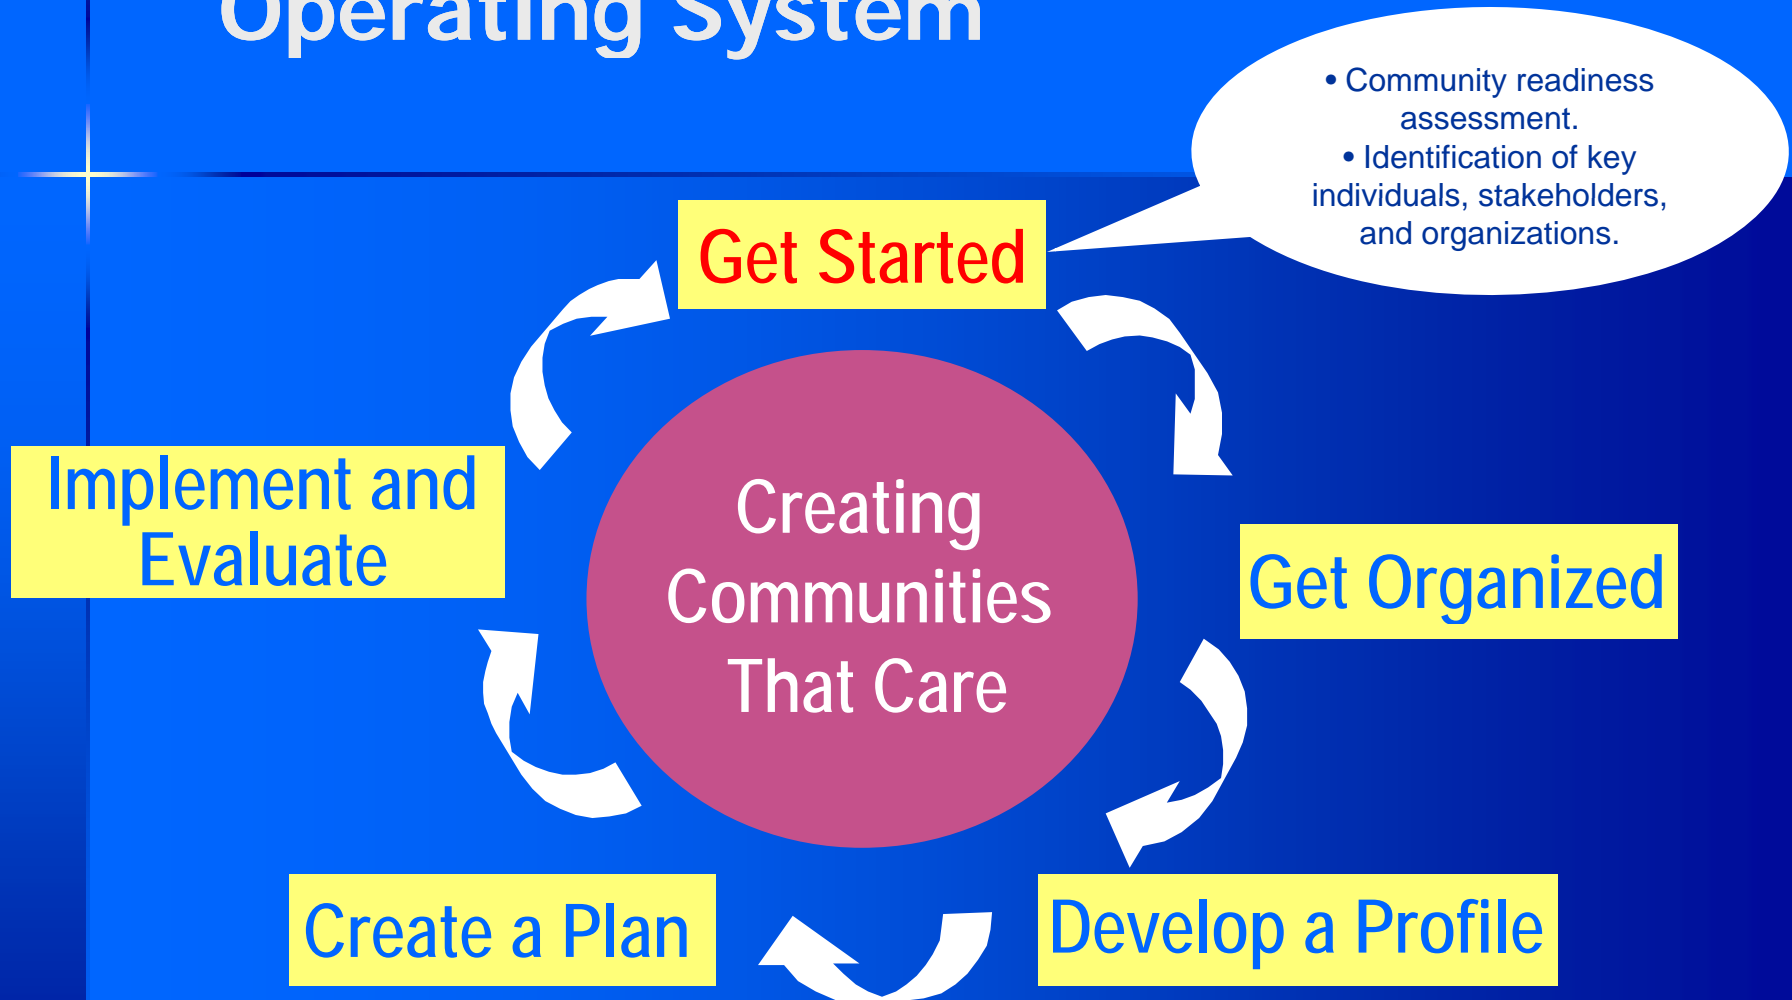 Operating System
• Community readiness
assessment.
• Identification of key
individuals, stakeholders,
and organizations.
Get Started
Implement and
Evaluate
Creating
Communities
That Care
Get Organized
Create a Plan
Develop a Profile